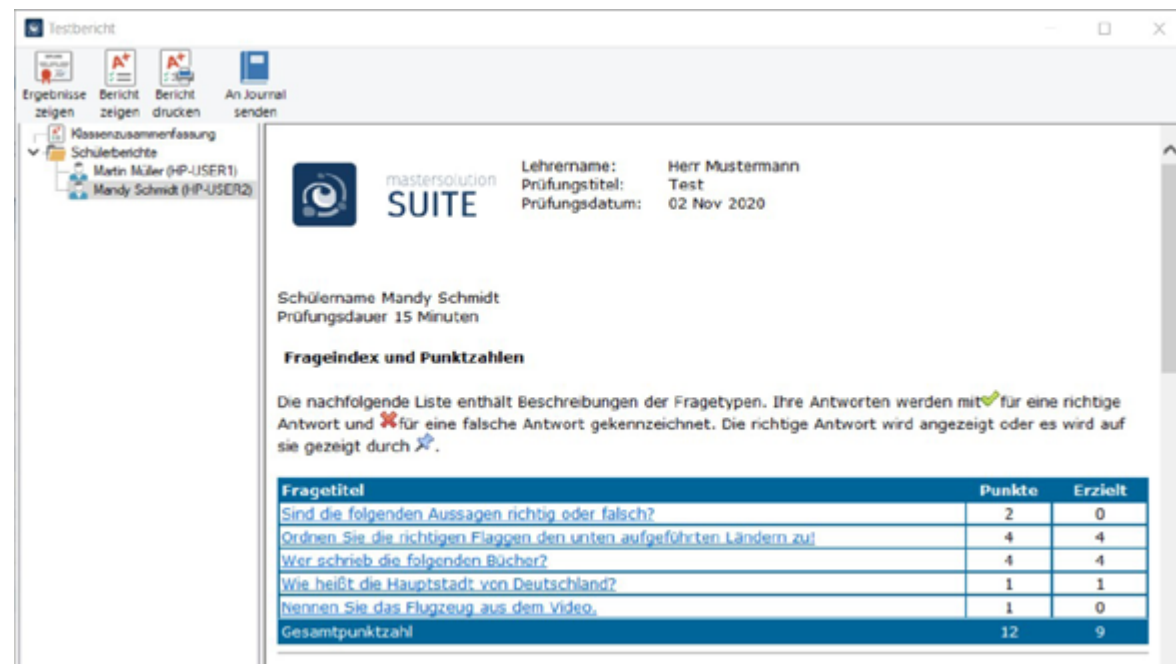 Testbericht
Ergebnisse zeigen
Bericht zeigen
Bericht drucken
An Journal senden
Klassenzusammenfassung
Schülerberichte
Martin Müller (HP-USER1)
Mandy Schmidt (HP-USER2)
mastersolution
SUITE
Lehrername: Herr Mustermann
Prüfungstitel: Test
Prüfungsdatum: 02 Nov 2020
Schülername Mandy Schmidt
Prüfungsdauer 15 Minuten
Frageindex und Punktzahlen
Die nachfolgende Liste enthält Beschreibungen der Fragetypen. Ihre Antworten werden mit für eine richtige
Antwort und für eine falsche Antwort gekennzeichnet. Die richtige Antwort wird angezeigt oder es wird auf
sie gezeigt durch .
Fragetitel Punkte Erzielt
Sind die folgenden Aussagen richtig oder falsch? 2 0
Ordnen Sie die richtigen Flaggen den unten aufgeführten Ländern zu! 4 4
Wer schrieb die folgenden Bücher? 4 4
Wie heißt die Hauptstadt von Deutschland? 1 1
Nennen Sie das Flugzeug aus dem Video. 1 0
Gesamtpunktzahl 12 9